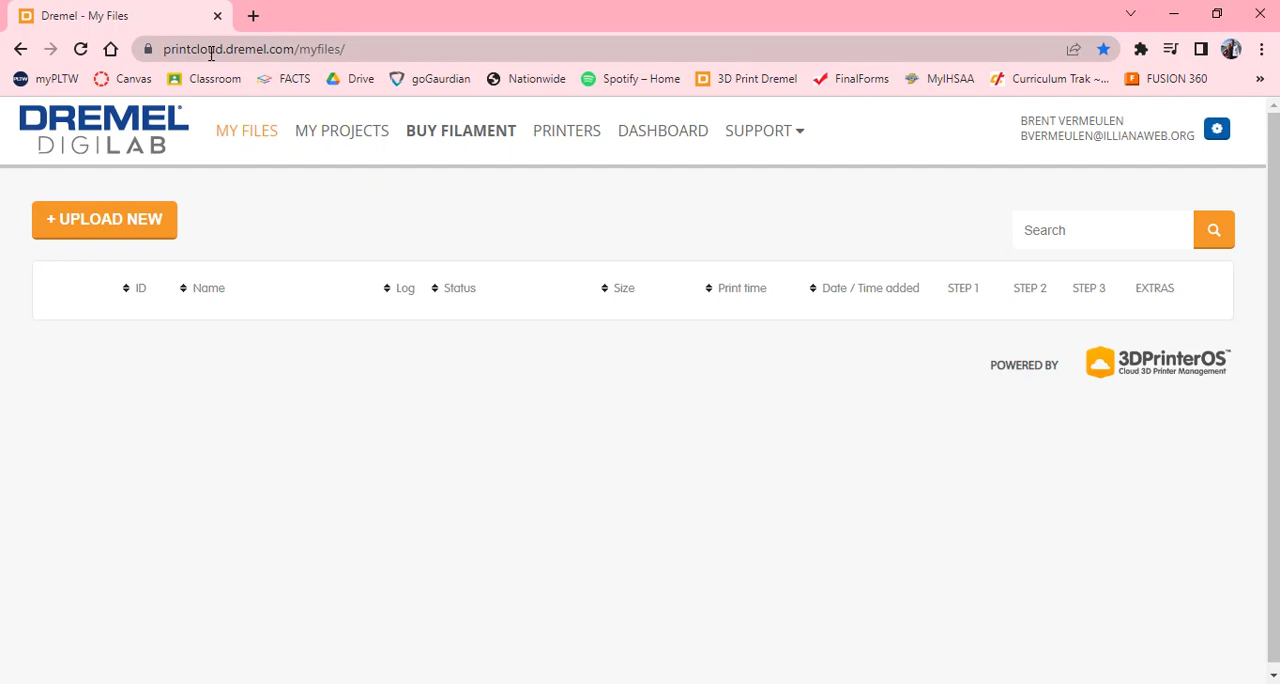 Dremel - My Files
printcloud.dremel.com/myfiles/
myPLTW Canvas Classroom FACTS Drive goGaurdian Nationwide Spotify – Home 3D Print Dremel FinalForms MyIHSAA Curriculum Trak ~... FUSION 360 »
DREMEL
DIGILAB
MY FILES MY PROJECTS BUY FILAMENT PRINTERS DASHBOARD SUPPORT
BRENT VERMEULEN
BVERMEULEN@ILLIANAWEB.ORG
+ UPLOAD NEW
Search
ID Name Log Status Size Print time Date / Time added STEP 1 STEP 2 STEP 3 EXTRAS
POWERED BY 3DPrinterOS™
Cloud 3D Printer Management